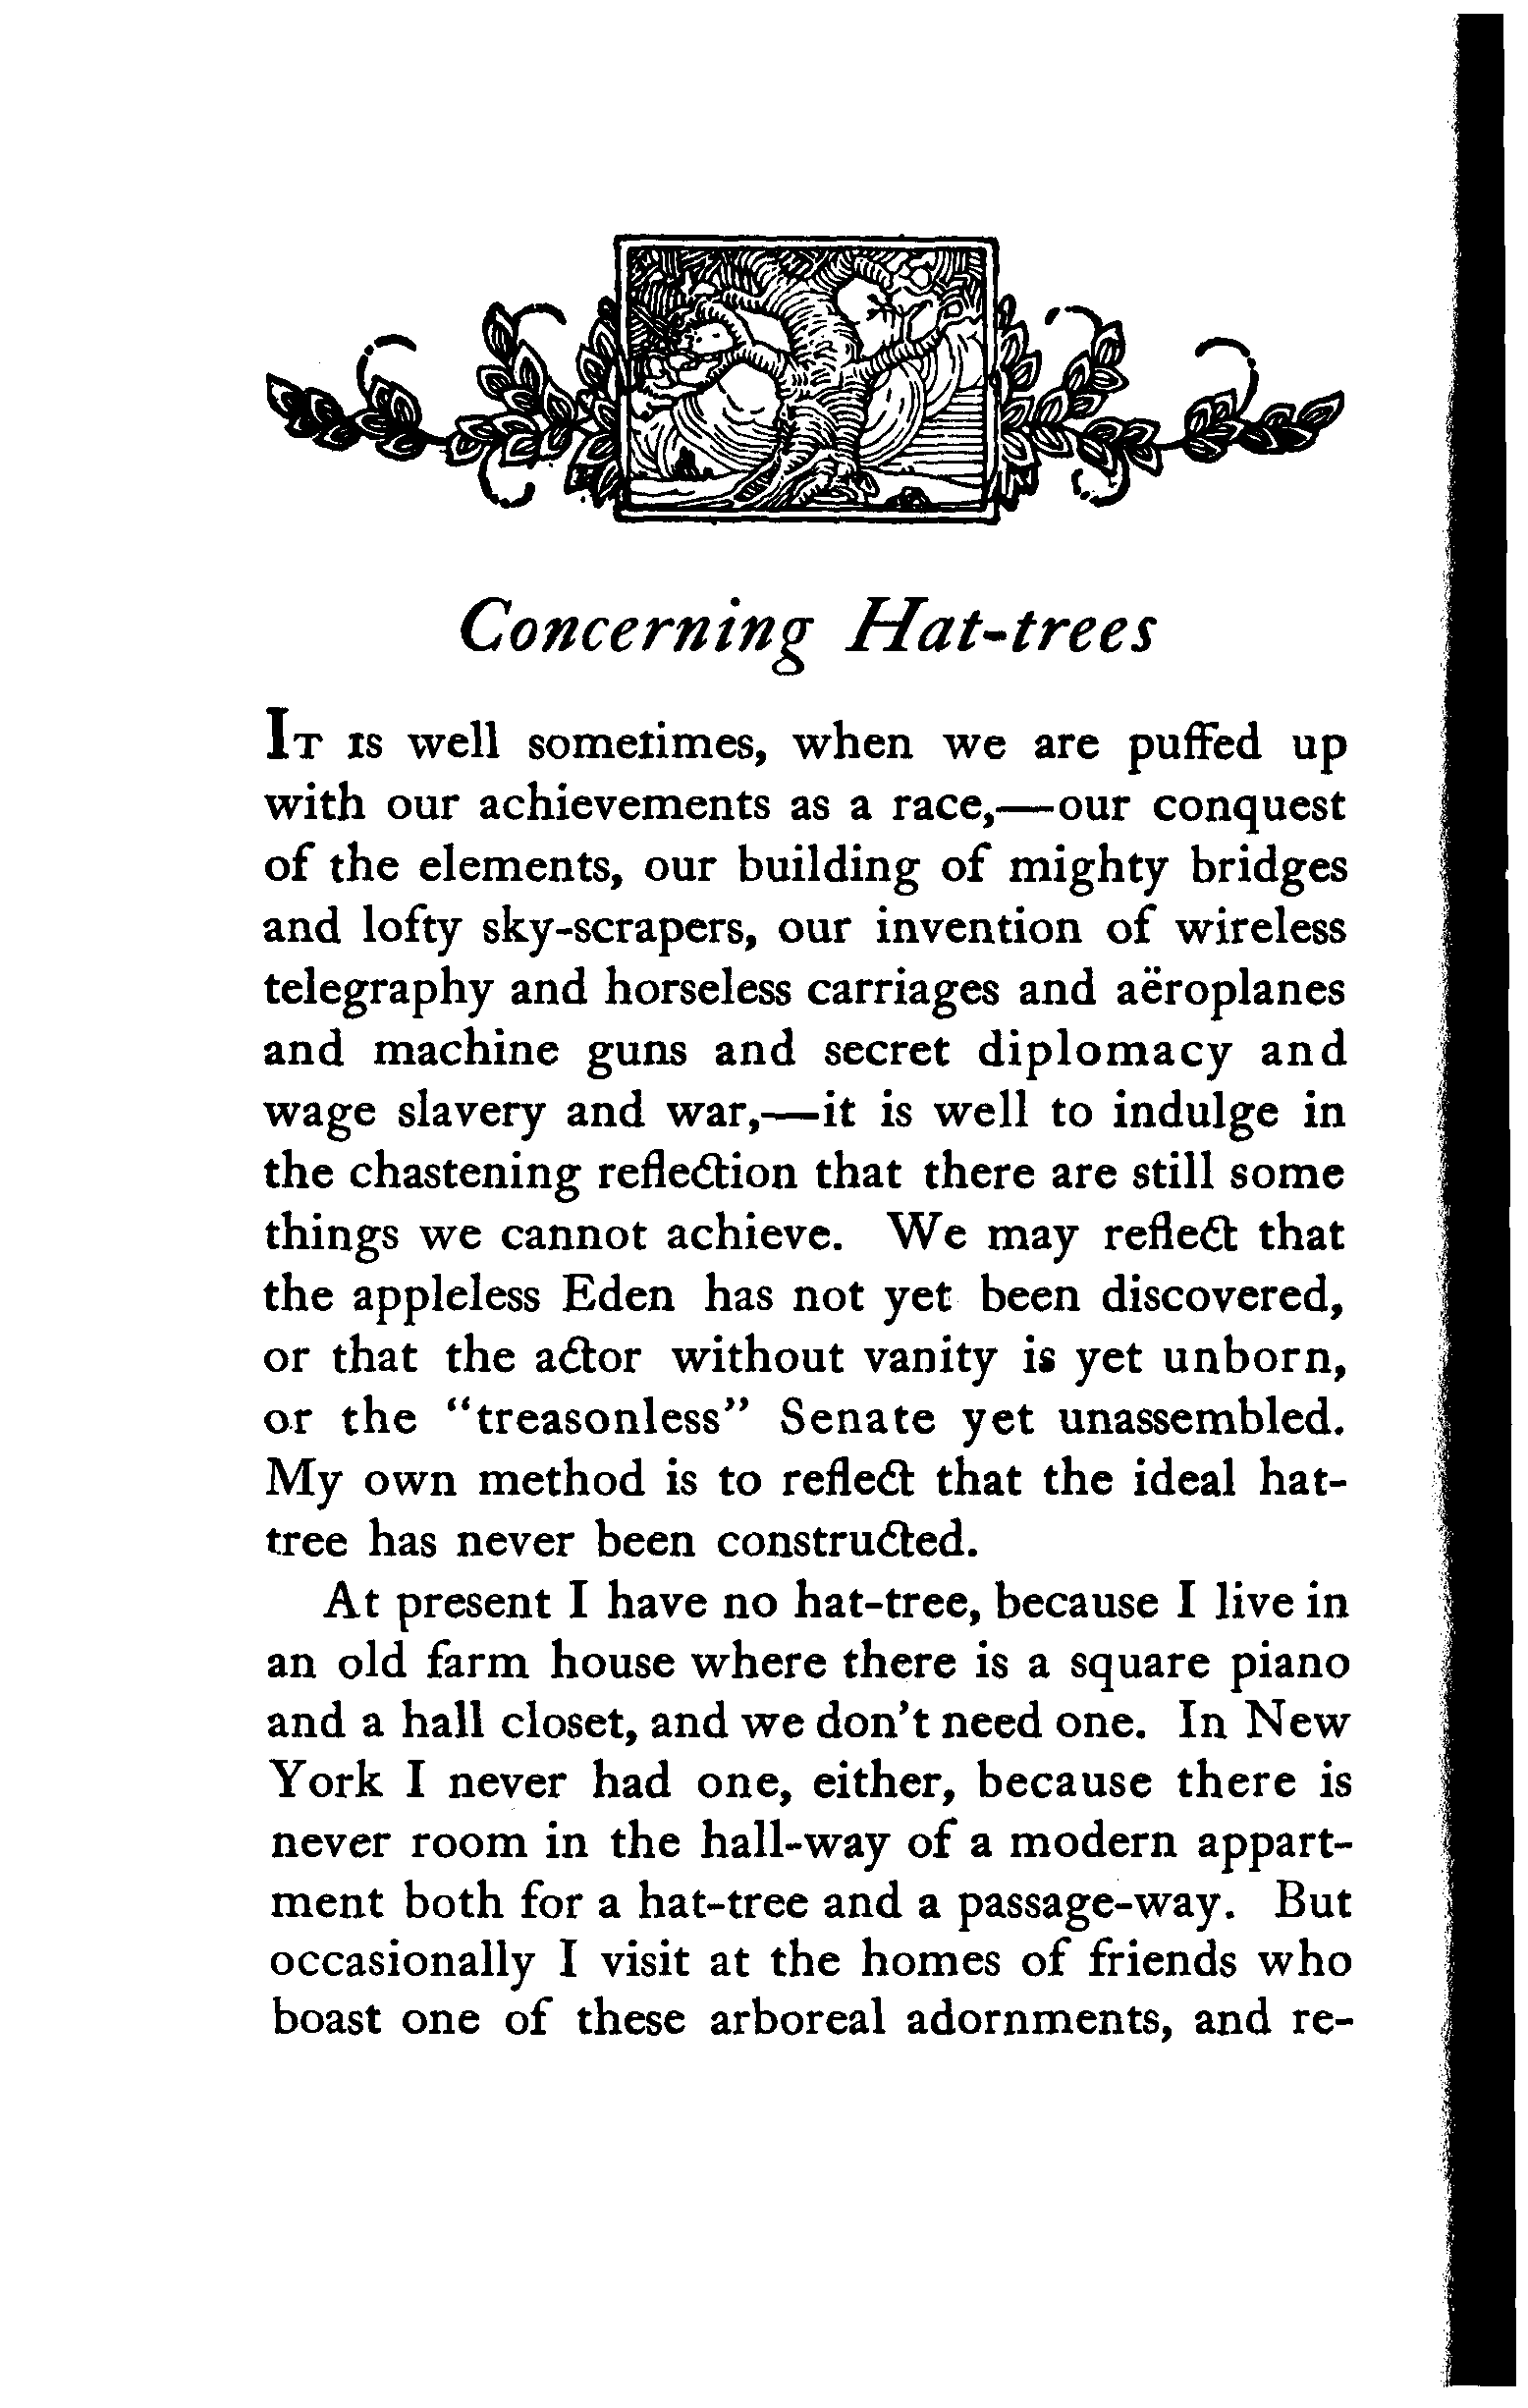 Concerning Hat-trees
IT IS well sometimes, when we are puffed up
with our achievements as a race,—our conquest
of the elements, our building of mighty bridges
and lofty sky-scrapers, our invention of wireless
telegraphy and horseless carriages and aëroplanes
and machine guns and secret diplomacy and
wage slavery and war,—it is well to indulge in
the chastening reflection that there are still some
things we cannot achieve. We may reflect that
the appleless Eden has not yet been discovered,
or that the actor without vanity is yet unborn,
or the "treasonless" Senate yet unassembled.
My own method is to reflect that the ideal hat-
tree has never been constructed.
At present I have no hat-tree, because I live in
an old farm house where there is a square piano
and a hall closet, and we don't need one. In New
York I never had one, either, because there is
never room in the hall-way of a modern appart-
ment both for a hat-tree and a passage-way. But
occasionally I visit at the homes of friends who
boast one of these arboreal adornments, and re-